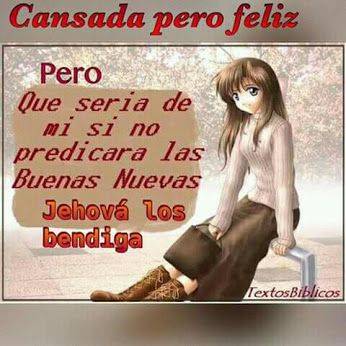 Cansada pero feliz
Pero
Que seria de
mi si no
predicara las
Buenas Nuevas
Jehová los
bendiga
TextosBiblicos